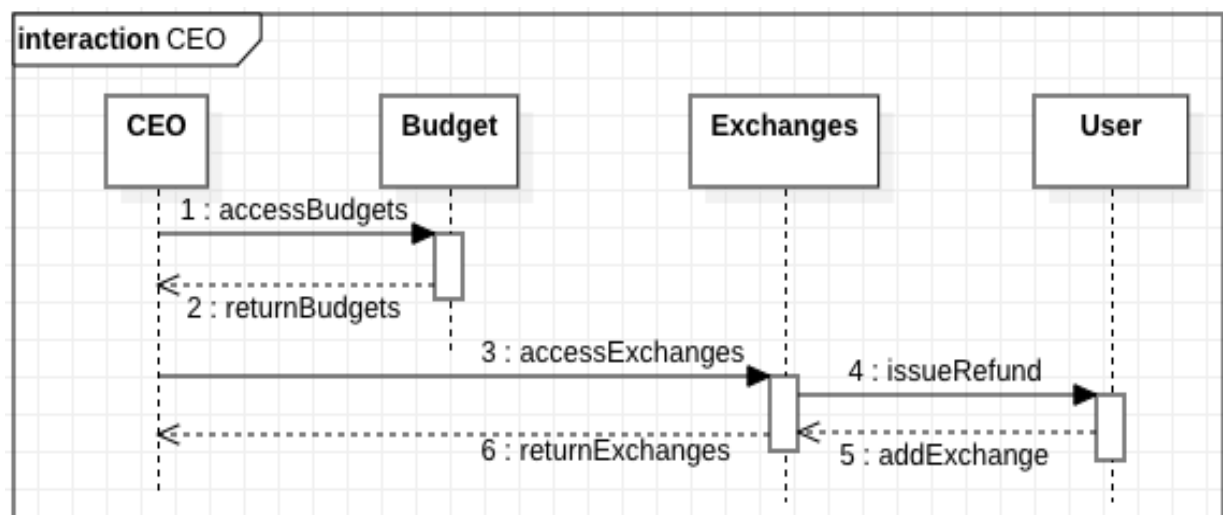 interaction CEO
CEO
Budget
Exchanges
User
1 : accessBudgets
2 : returnBudgets
3 : accessExchanges
4 : issueRefund
5 : addExchange
6 : returnExchanges